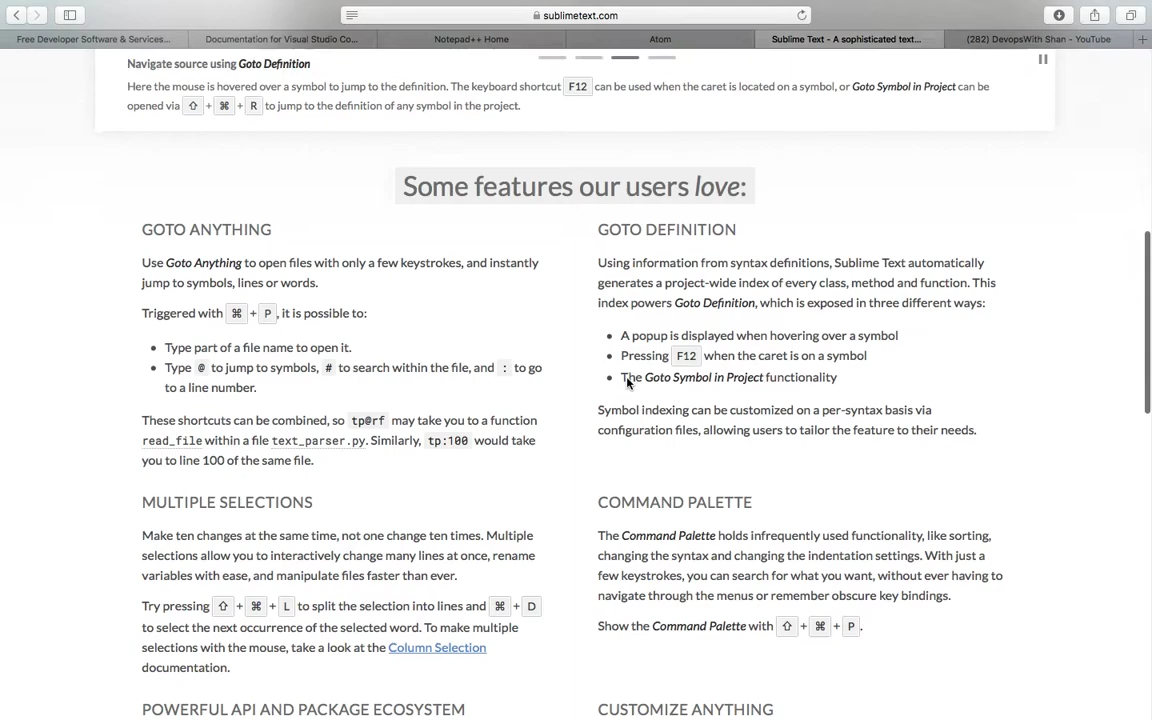 sublimetext.com
Free Developer Software & Services...
Documentation for Visual Studio Co...
Notepad++ Home
Atom
Sublime Text - A sophisticated text...
(282) DevopsWith Shan - YouTube
Navigate source using Goto Definition
Here the mouse is hovered over a symbol to jump to the definition. The keyboard shortcut F12 can be used when the caret is located on a symbol, or Goto Symbol in Project can be
opened via ⇧ + ⌘ + R to jump to the definition of any symbol in the project.
Some features our users love:
GOTO ANYTHING
Use Goto Anything to open files with only a few keystrokes, and instantly
jump to symbols, lines or words.
Triggered with ⌘ + P, it is possible to:
• Type part of a file name to open it.
• Type @ to jump to symbols, # to search within the file, and : to go
to a line number.
These shortcuts can be combined, so tp@rf may take you to a function
read_file within a file text_parser.py. Similarly, tp:100 would take
you to line 100 of the same file.
GOTO DEFINITION
Using information from syntax definitions, Sublime Text automatically
generates a project-wide index of every class, method and function. This
index powers Goto Definition, which is exposed in three different ways:
• A popup is displayed when hovering over a symbol
• Pressing F12 when the caret is on a symbol
• The Goto Symbol in Project functionality
Symbol indexing can be customized on a per-syntax basis via
configuration files, allowing users to tailor the feature to their needs.
MULTIPLE SELECTIONS
Make ten changes at the same time, not one change ten times. Multiple
selections allow you to interactively change many lines at once, rename
variables with ease, and manipulate files faster than ever.
Try pressing ⇧ + ⌘ + L to split the selection into lines and ⌘ + D
to select the next occurrence of the selected word. To make multiple
selections with the mouse, take a look at the Column Selection
documentation.
COMMAND PALETTE
The Command Palette holds infrequently used functionality, like sorting,
changing the syntax and changing the indentation settings. With just a
few keystrokes, you can search for what you want, without ever having to
navigate through the menus or remember obscure key bindings.
Show the Command Palette with ⇧ + ⌘ + P.
POWERFUL API AND PACKAGE ECOSYSTEM
CUSTOMIZE ANYTHING